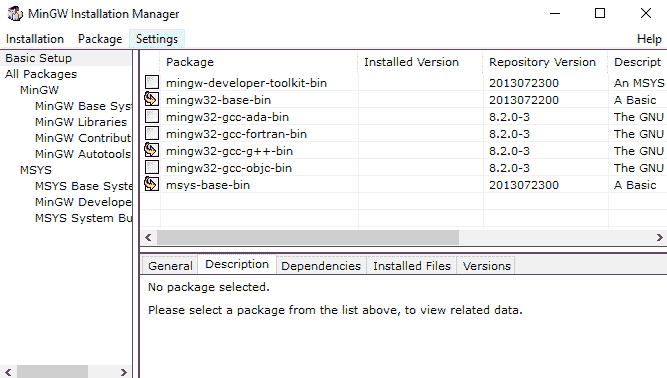 MinGW Installation Manager
Installation Package Settings Help
Basic Setup
All Packages
MinGW
MinGW Base Sys
MinGW Libraries
MinGW Contribut
MinGW Autotools
MSYS
MSYS Base Syste
MinGW Develope
MSYS System Bu
Package Installed Version Repository Version Descript
mingw-developer-toolkit-bin 2013072300 An MSYS
mingw32-base-bin 2013072200 A Basic
mingw32-gcc-ada-bin 8.2.0-3 The GNU
mingw32-gcc-fortran-bin 8.2.0-3 The GNU
mingw32-gcc-g++-bin 8.2.0-3 The GNU
mingw32-gcc-objc-bin 8.2.0-3 The GNU
msys-base-bin 2013072300 A Basic
General Description Dependencies Installed Files Versions
No package selected.
Please select a package from the list above, to view related data.